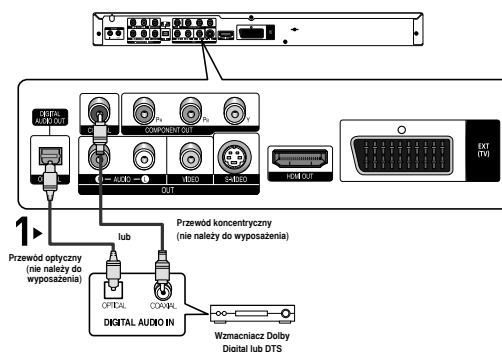 DIGITAL
AUDIO OUT
COMPONENT OUT
PR
PB
Y
R AUDIO L
VIDEO
S-VIDEO
OUT
HDMI OUT
EXT
(TV)
1
lub
Przewód koncentryczny
(nie należy do wyposażenia)
Przewód optyczny
(nie należy do
wyposażenia)
OPTICAL
COAXIAL
DIGITAL AUDIO IN
Wzmacniacz Dolby
Digital lub DTS